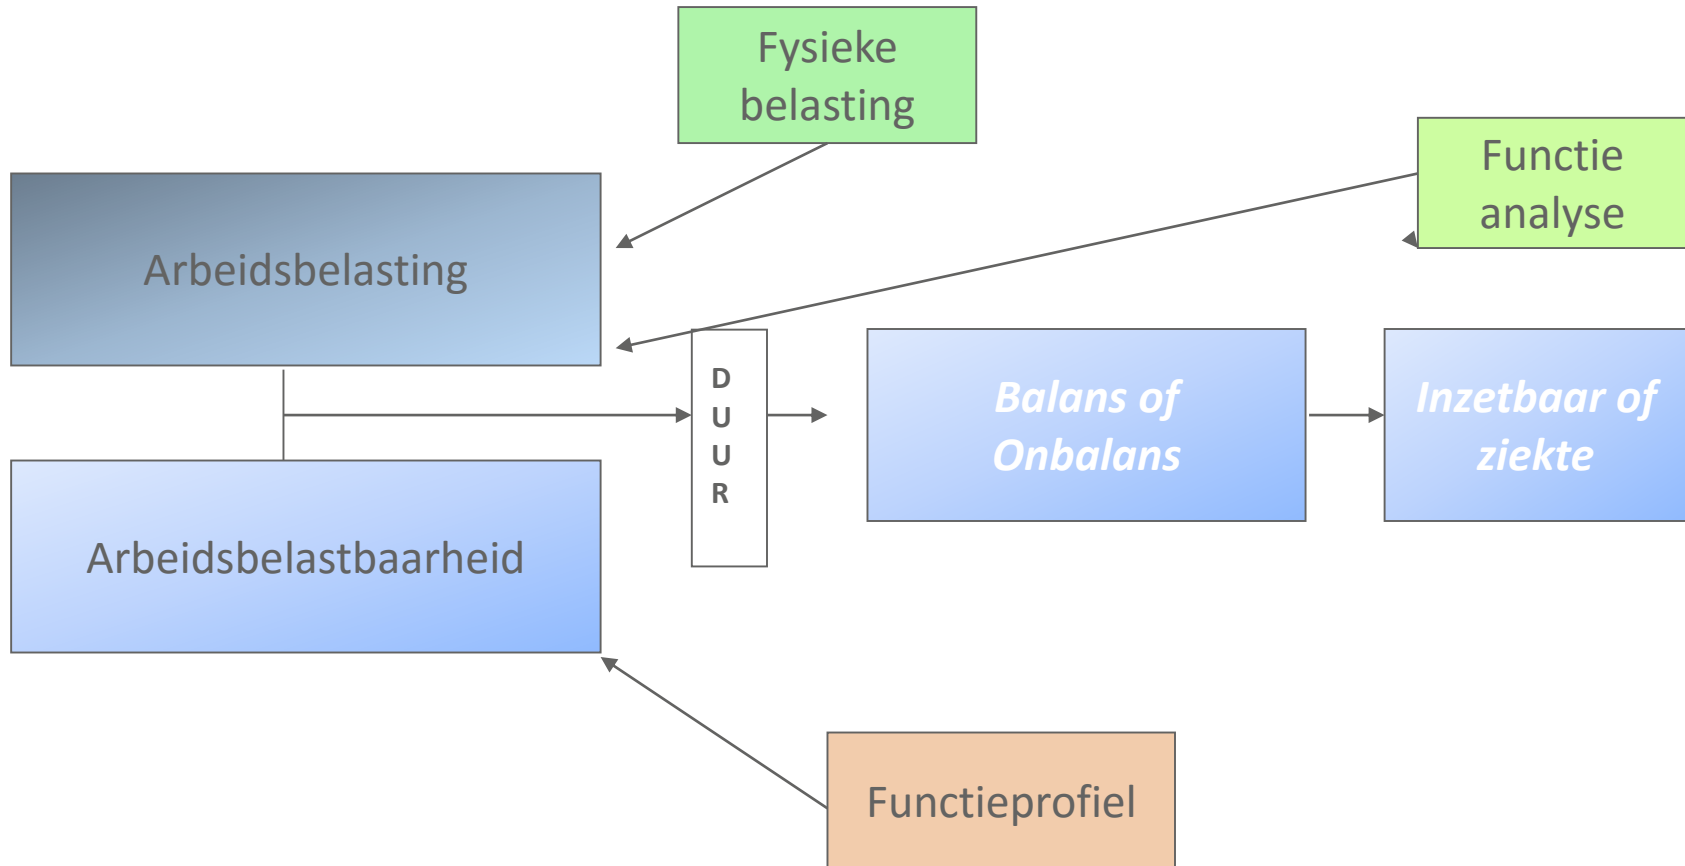 Fysieke
belasting
Functie
analyse
Arbeidsbelasting
D
U
U
R
Balans of
Onbalans
Inzetbaar of
ziekte
Arbeidsbelastbaarheid
Functieprofiel